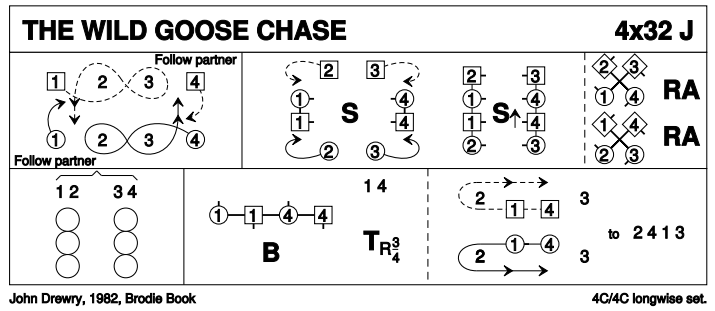 THE WILD GOOSE CHASE 4x32 J
Follow partner
1 2 3 4
1 2 3 4
Follow partner
2 3
1 4
S
1 4
2 3
2 3
1 4
S
1 4
2 3
2 3
1 4
RA
1 4
2 3
RA
1 2 3 4
1 1 4 4
B
1 4
T R 3/4
2 1 4 3
2 1 4 3
to 2 4 1 3
John Drewry, 1982, Brodie Book 4C/4C longwise set.